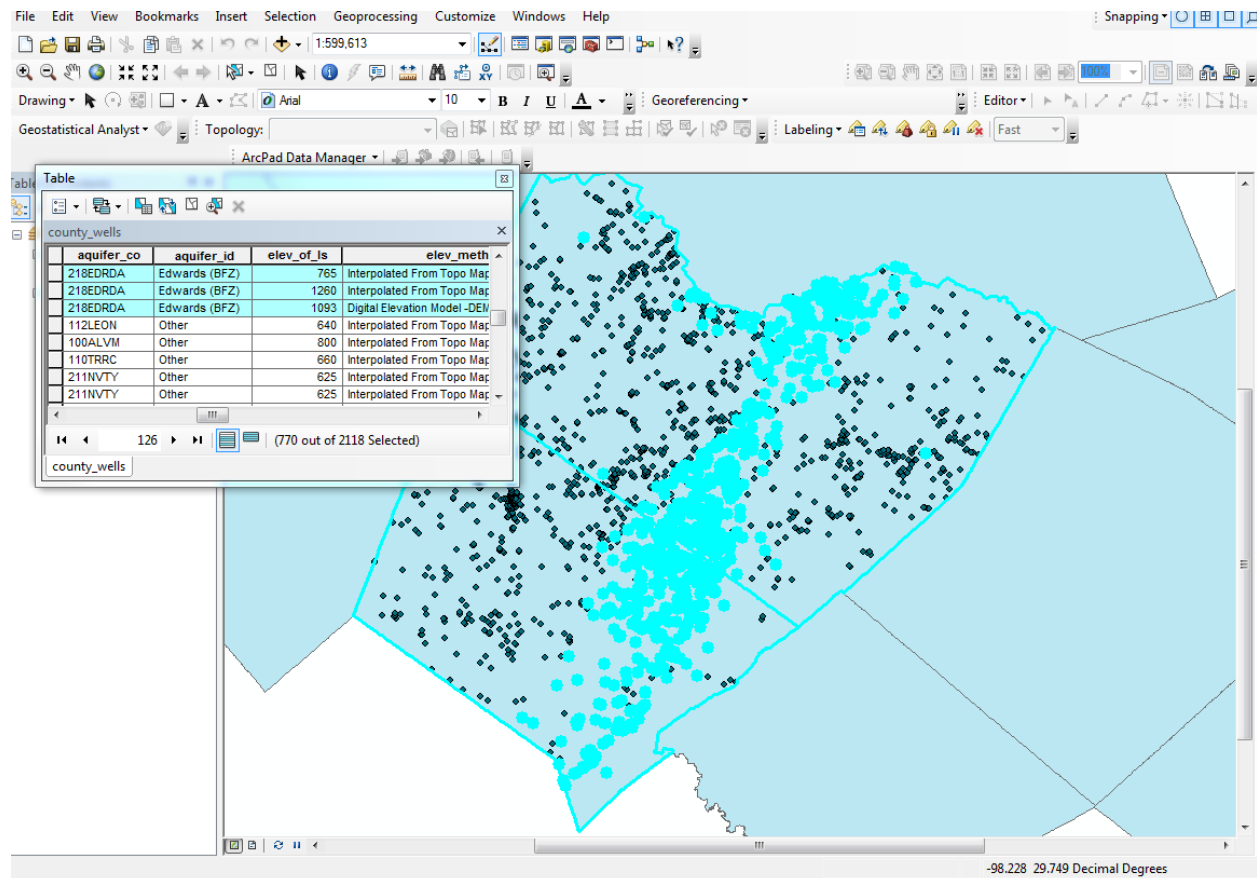 File Edit View Bookmarks Insert Selection Geoprocessing Customize Windows Help Snapping
1:599,613
100%
Drawing A Arial 10 B I U A Georeferencing Editor
Geostatistical Analyst Topology: Labeling Fast
ArcPad Data Manager
Table
county_wells
aquifer_co aquifer_id elev_of_ls elev_meth
218EDRDA Edwards (BFZ) 765 Interpolated From Topo Map
218EDRDA Edwards (BFZ) 1260 Interpolated From Topo Map
218EDRDA Edwards (BFZ) 1093 Digital Elevation Model -DEM
112LEON Other 640 Interpolated From Topo Map
100ALVM Other 800 Interpolated From Topo Map
110TRRC Other 660 Interpolated From Topo Map
211NVTY Other 625 Interpolated From Topo Map
211NVTY Other 625 Interpolated From Topo Map
126 (770 out of 2118 Selected)
county_wells
-98.228 29.749 Decimal Degrees